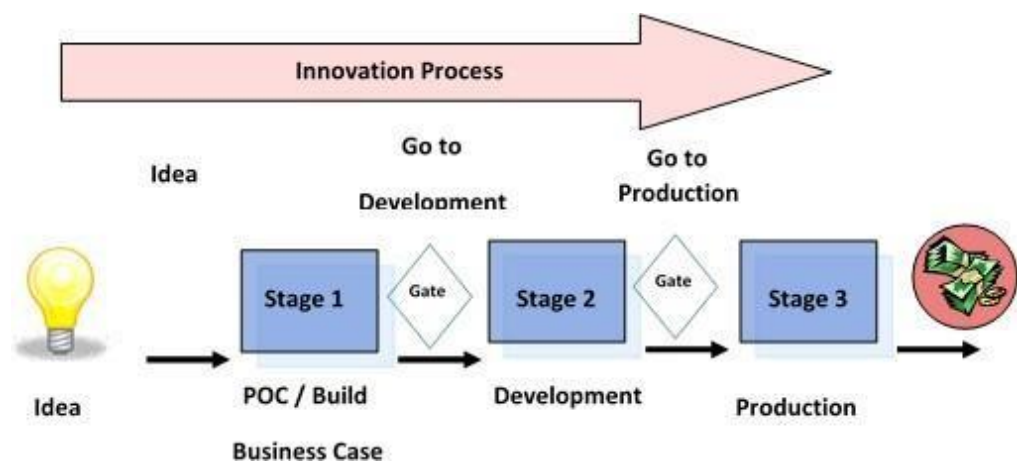 Innovation Process
Go to
Go to
Idea
Production
Development
Stage 1
Gate
Stage 2
Gate
Stage 3
Idea
POC / Build
Development
Production
Business Case